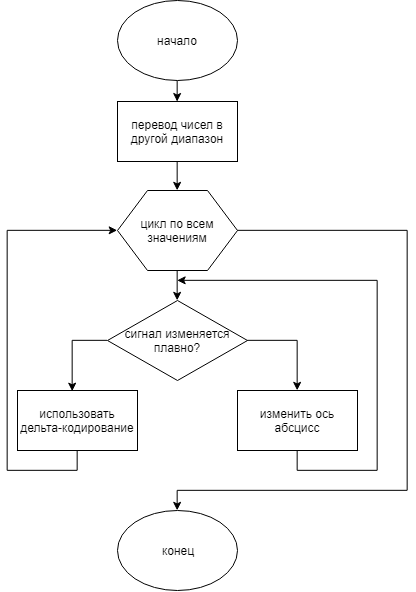 начало
перевод чисел в
другой диапазон
цикл по всем
значениям
сигнал изменяется
плавно?
использовать
дельта-кодирование
изменить ось
абсцисс
конец